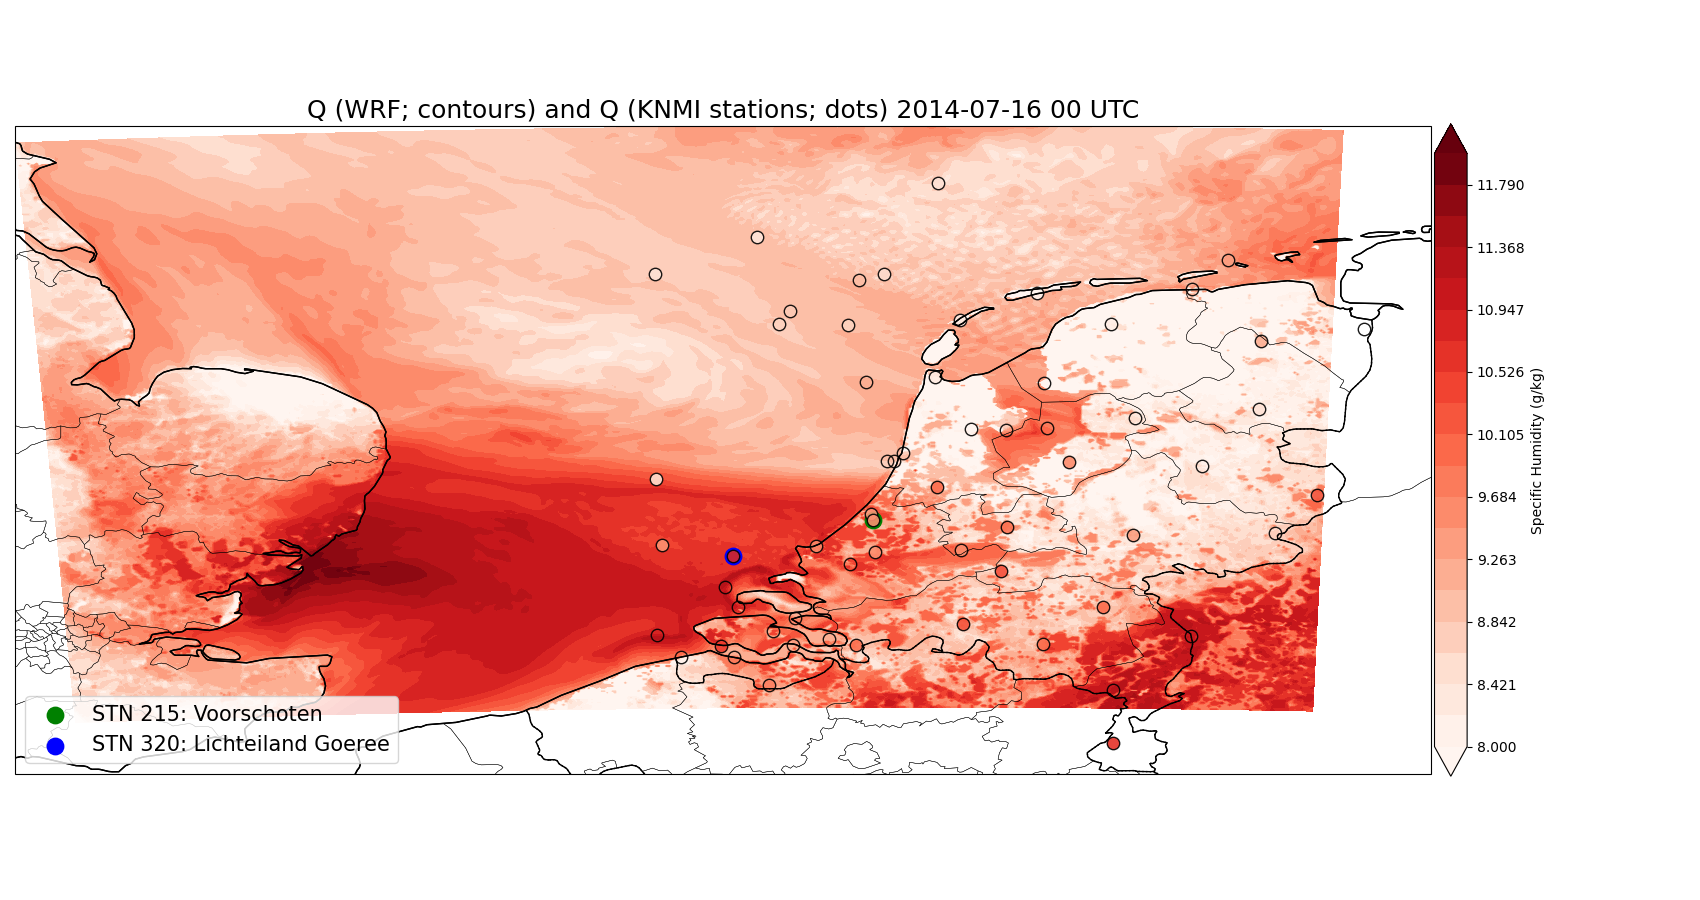 Q (WRF; contours) and Q (KNMI stations; dots) 2014-07-16 00 UTC
11.790
11.368
10.947
10.526
10.105
9.684
9.263
8.842
8.421
8.000
Specific Humidity (g/kg)
STN 215: Voorschoten
STN 320: Lichteiland Goeree